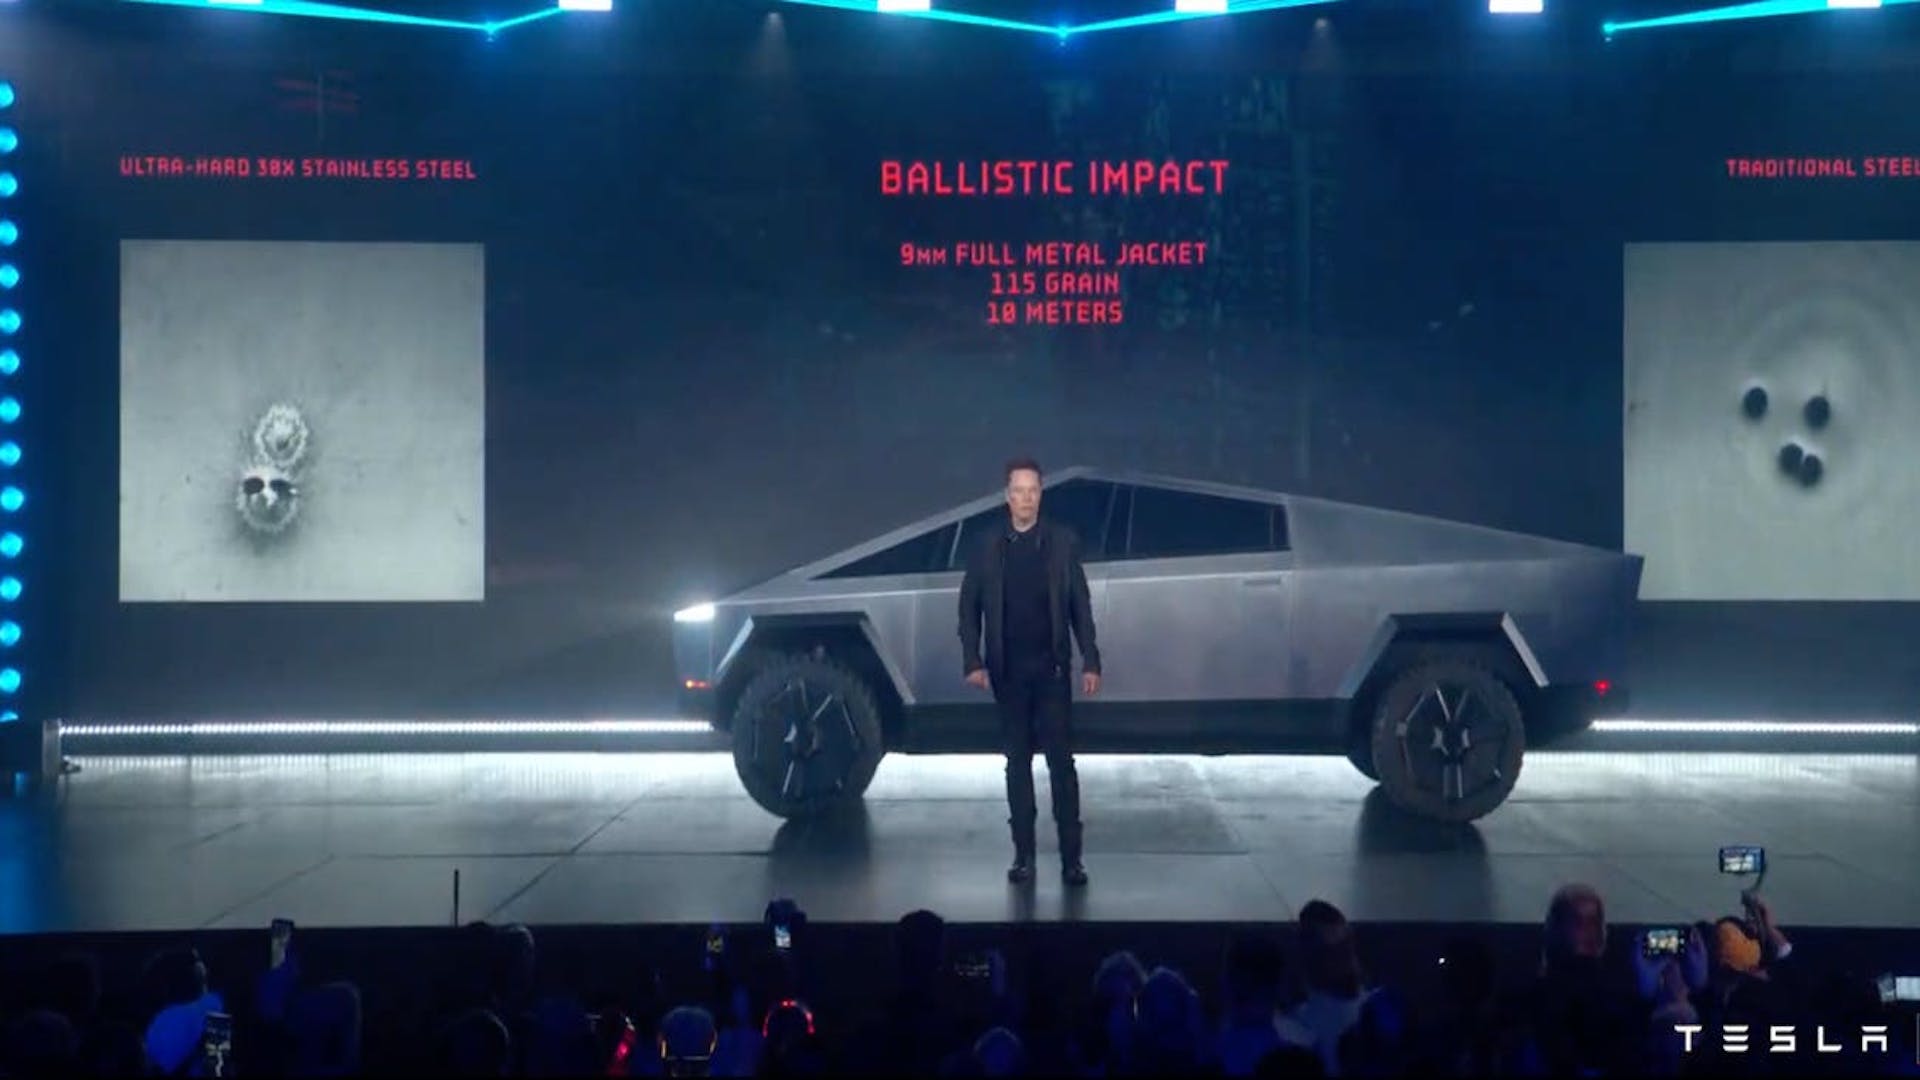 ULTRA-HARD 30X STAINLESS STEEL
BALLISTIC IMPACT
TRADITIONAL STEEL
9MM FULL METAL JACKET
115 GRAIN
10 METERS
TESLA